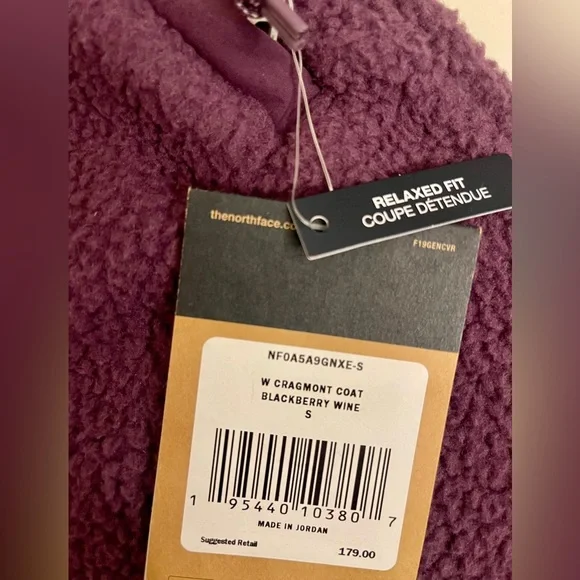 RELAXED FIT
COUPE DÉTENDUE
thenorthface.co
F19GENCVR
NF0A5A9GNXE-S
W CRAGMONT COAT
BLACKBERRY WINE
S
1 95440 10380 7
MADE IN JORDAN
Suggested Retail 179.00